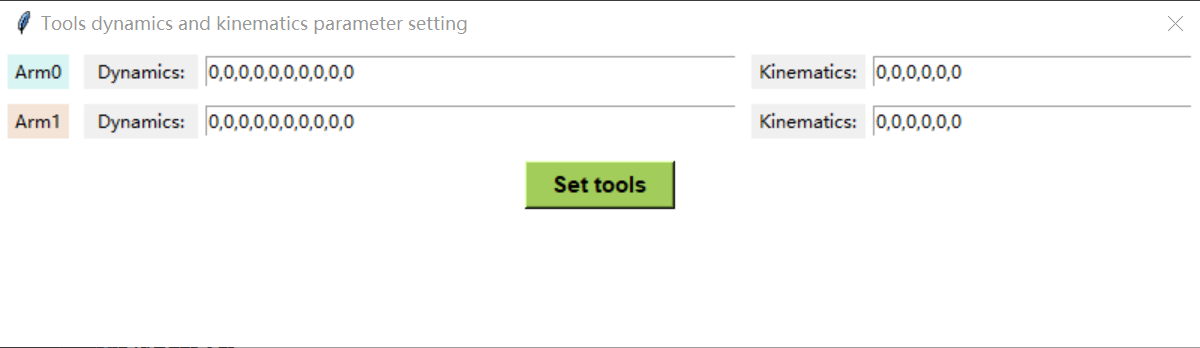 Tools dynamics and kinematics parameter setting
Arm0 Dynamics: 0,0,0,0,0,0,0,0,0,0 Kinematics: 0,0,0,0,0,0
Arm1 Dynamics: 0,0,0,0,0,0,0,0,0,0 Kinematics: 0,0,0,0,0,0
Set tools